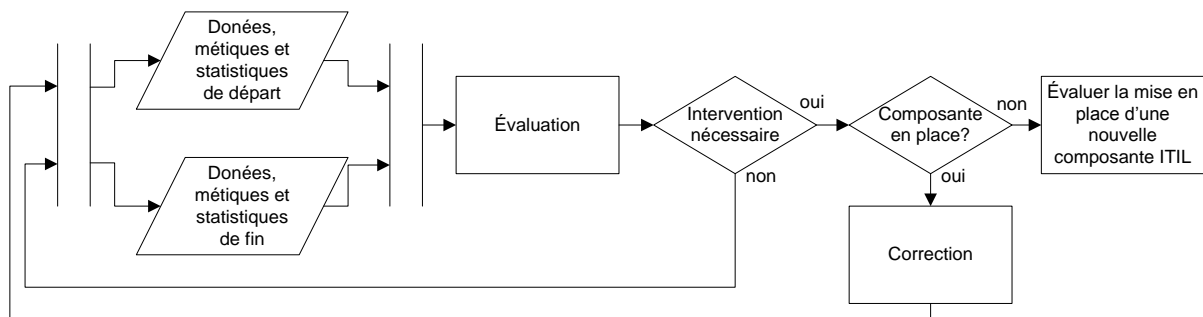 Donées,
métiques et
statistiques
de départ
Donées,
métiques et
statistiques
de fin
Évaluation
Intervention
nécessaire
oui
non
Composante
en place?
non
oui
Évaluer la mise en
place d'une
nouvelle
composante ITIL
Correction